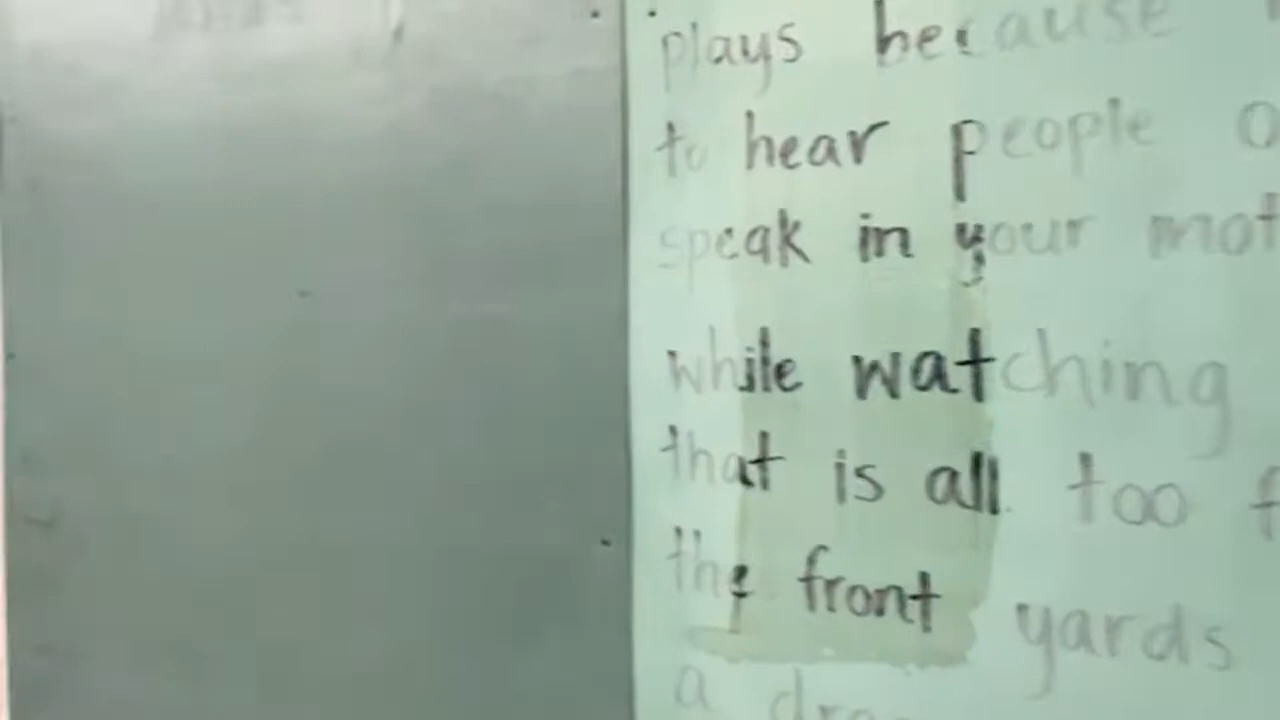 plays because
to hear people
speak in your
while watching
that is all too
the front yards
a